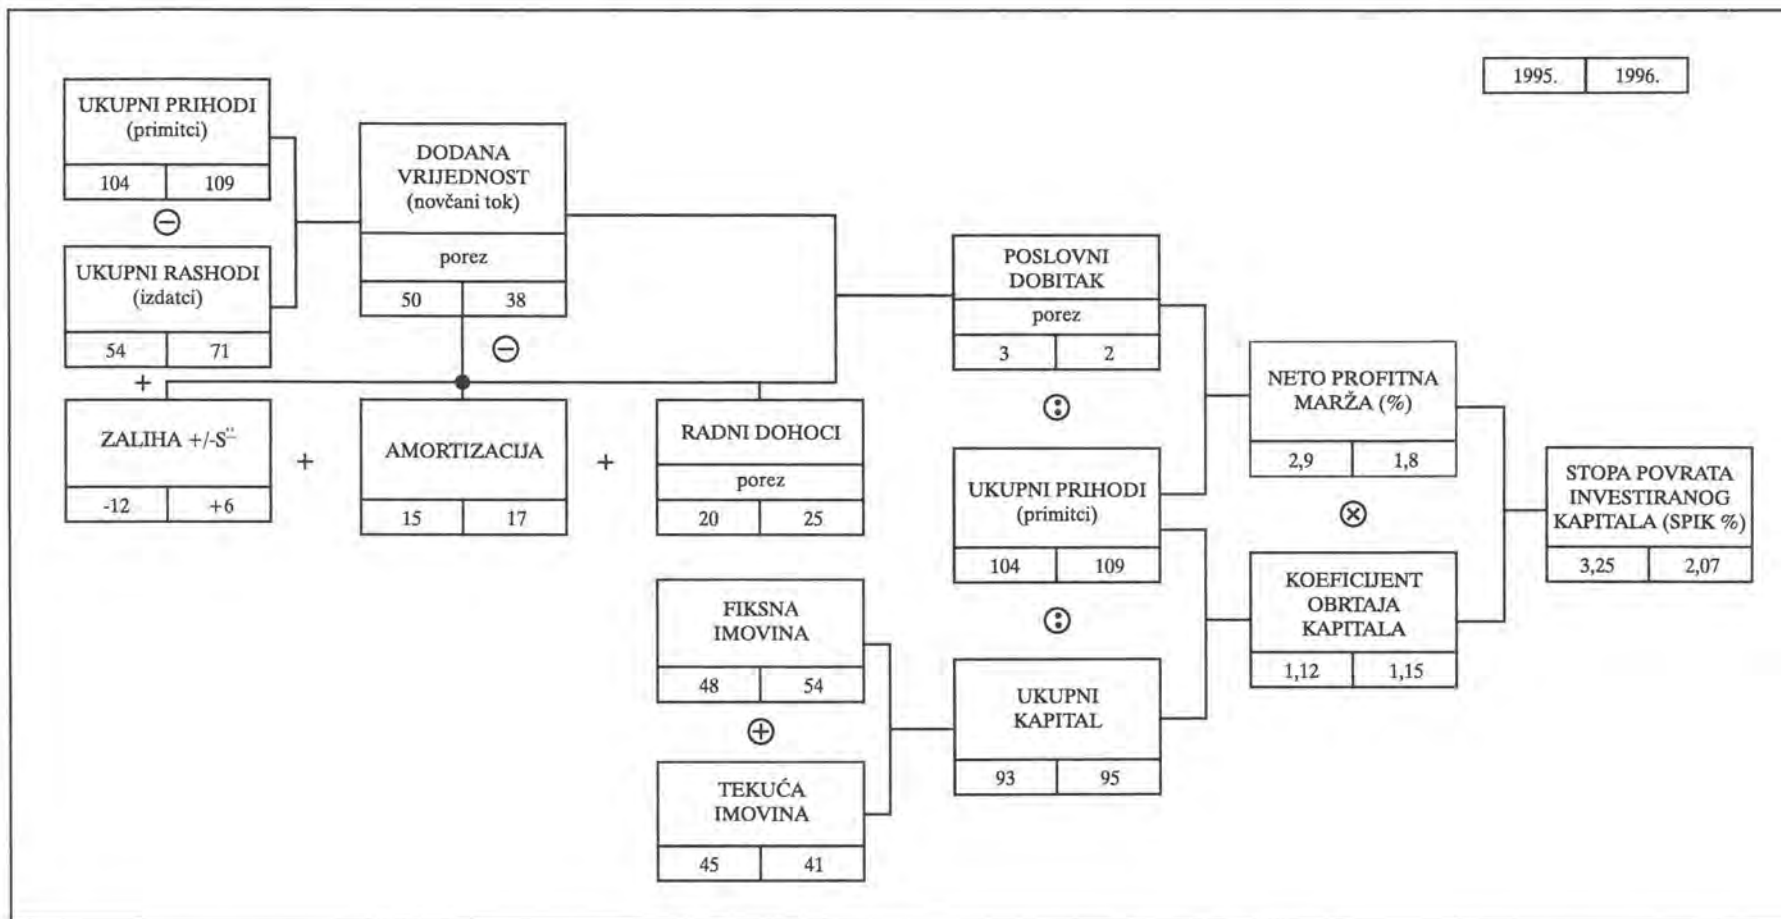 1995. 1996.
UKUPNI PRIHODI
(primitci)
104 109
⊖
UKUPNI RASHODI
(izdatci)
54 71
+
ZALIHA +/-S
-12 +6
+
DODANA
VRIJEDNOST
(novčani tok)
porez
50 38
⊖
AMORTIZACIJA
15 17
+
RADNI DOHOCI
porez
20 25
FIKSNA
IMOVINA
48 54
⊕
TEKUĆA
IMOVINA
45 41
POSLOVNI
DOBITAK
porez
3 2
:
UKUPNI PRIHODI
(primitci)
104 109
:
UKUPNI
KAPITAL
93 95
NETO PROFITNA
MARŽA (%)
2,9 1,8
⊗
KOEFICIJENT
OBRTAJA
KAPITALA
1,12 1,15
STOPA POVRATA
INVESTIRANOG
KAPITALA (SPIK %)
3,25 2,07